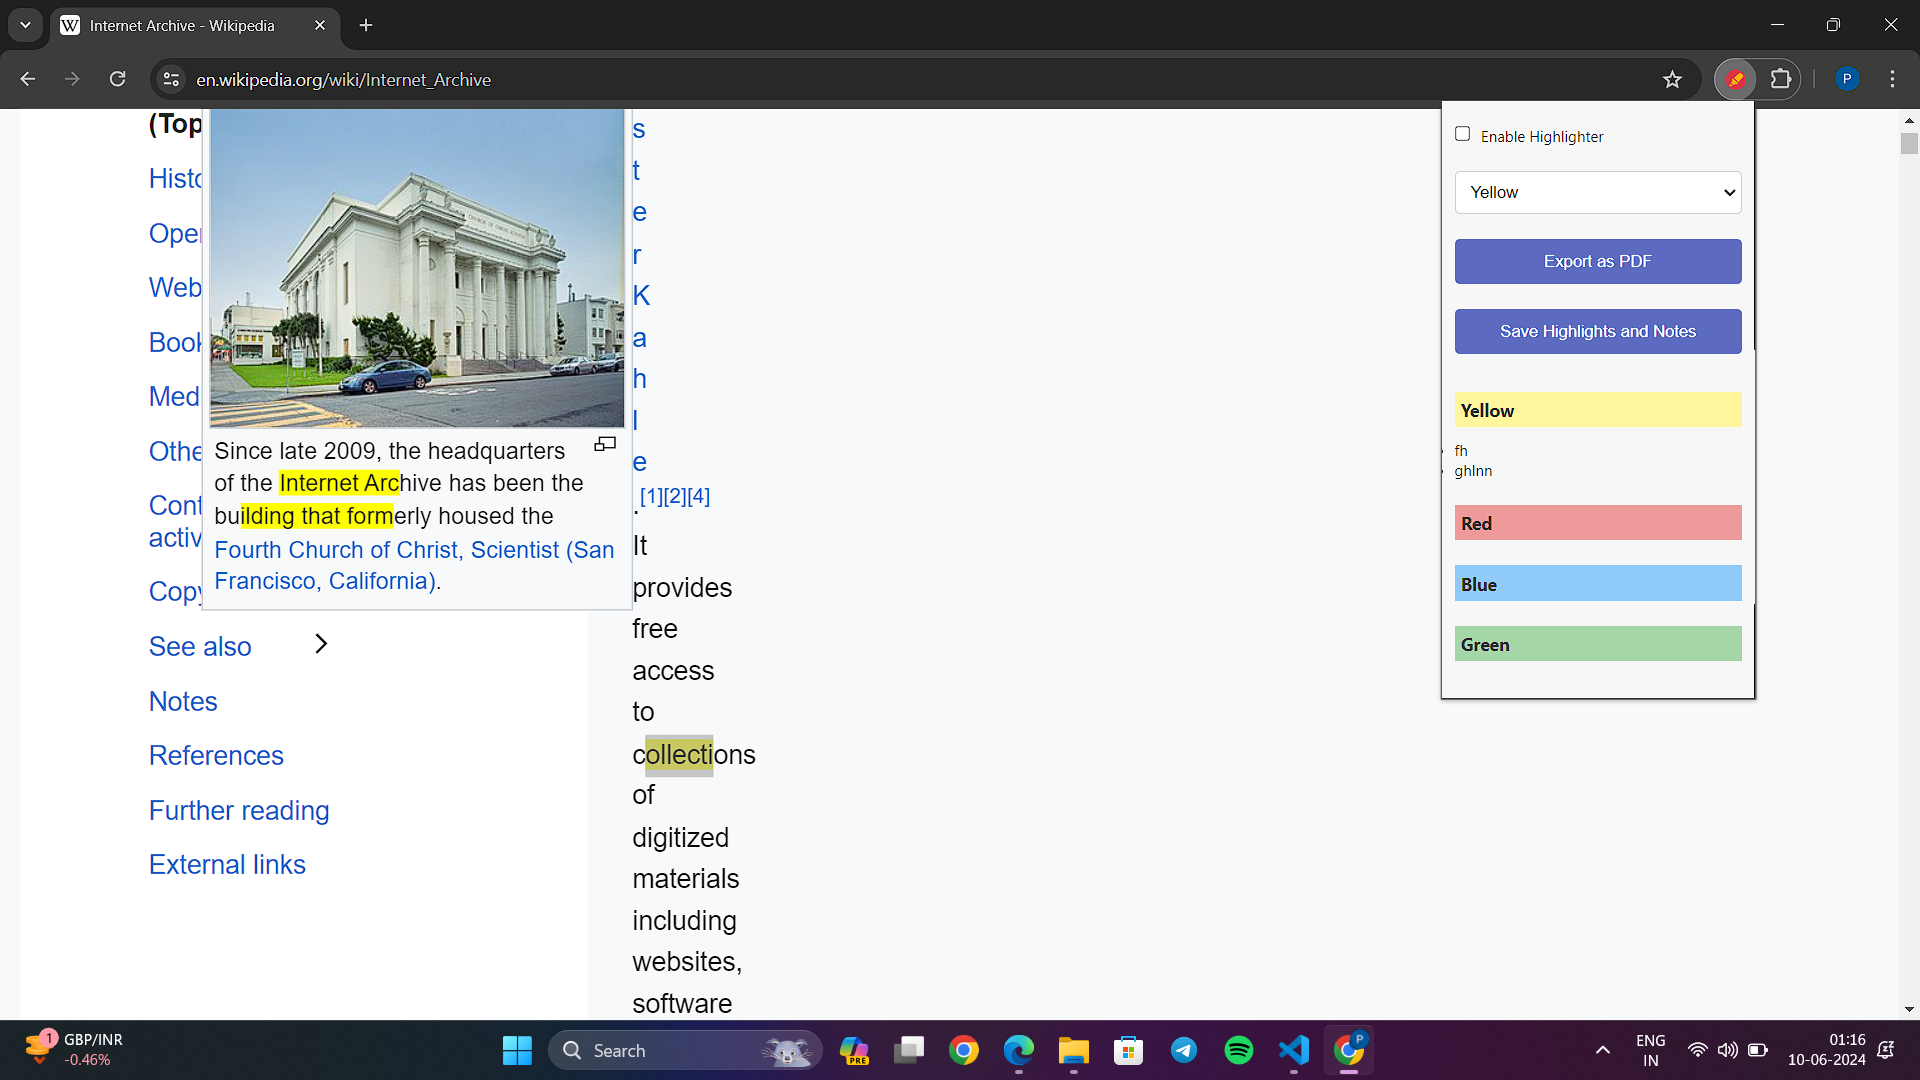 Internet Archive - Wikipedia
en.wikipedia.org/wiki/Internet_Archive
P
(Top
Histo
Oper
Web
Book
Med
Othe
Cont
activ
Copy
See also
Notes
References
Further reading
External links
Since late 2009, the headquarters
of the Internet Archive has been the
building that formerly housed the
Fourth Church of Christ, Scientist (San
Francisco, California).
s
t
e
r
K
a
h
l
e
.[1][2][4]
It
provides
free
access
to
collections
of
digitized
materials
including
websites,
software
Enable Highlighter
Yellow
Export as PDF
Save Highlights and Notes
Yellow
fh
ghlnn
Red
Blue
Green
1
GBP/INR
-0.46%
Search
PRE
P
ENG
IN
01:16
10-06-2024